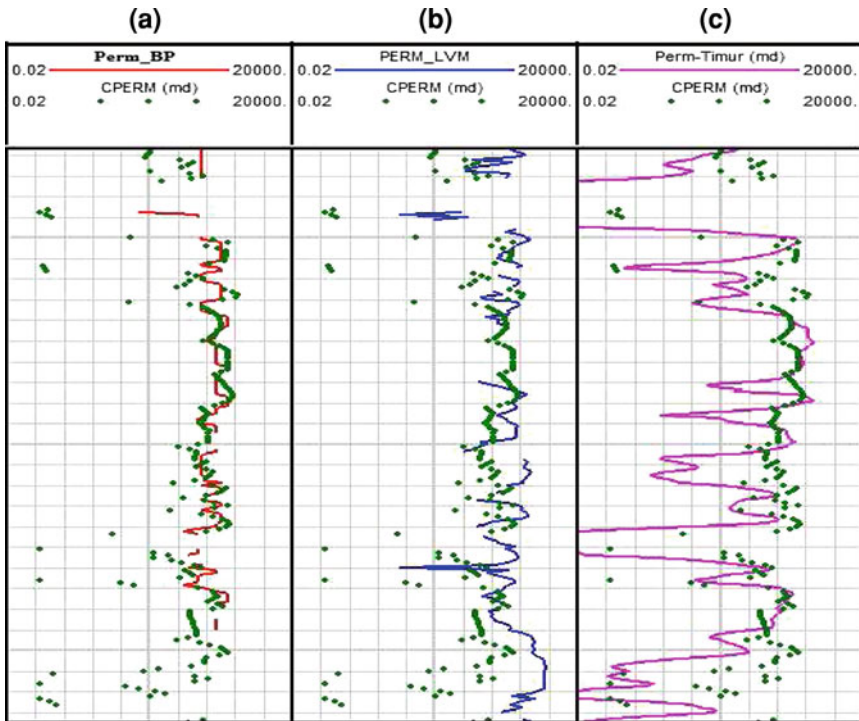 (a) (b) (c)
Perm_BP PERM_LVM Perm-Timur (md)
0.02 20000. 0.02 20000. 0.02 20000.
CPERM (md) CPERM (md) CPERM (md)
0.02 20000. 0.02 20000. 0.02 20000.